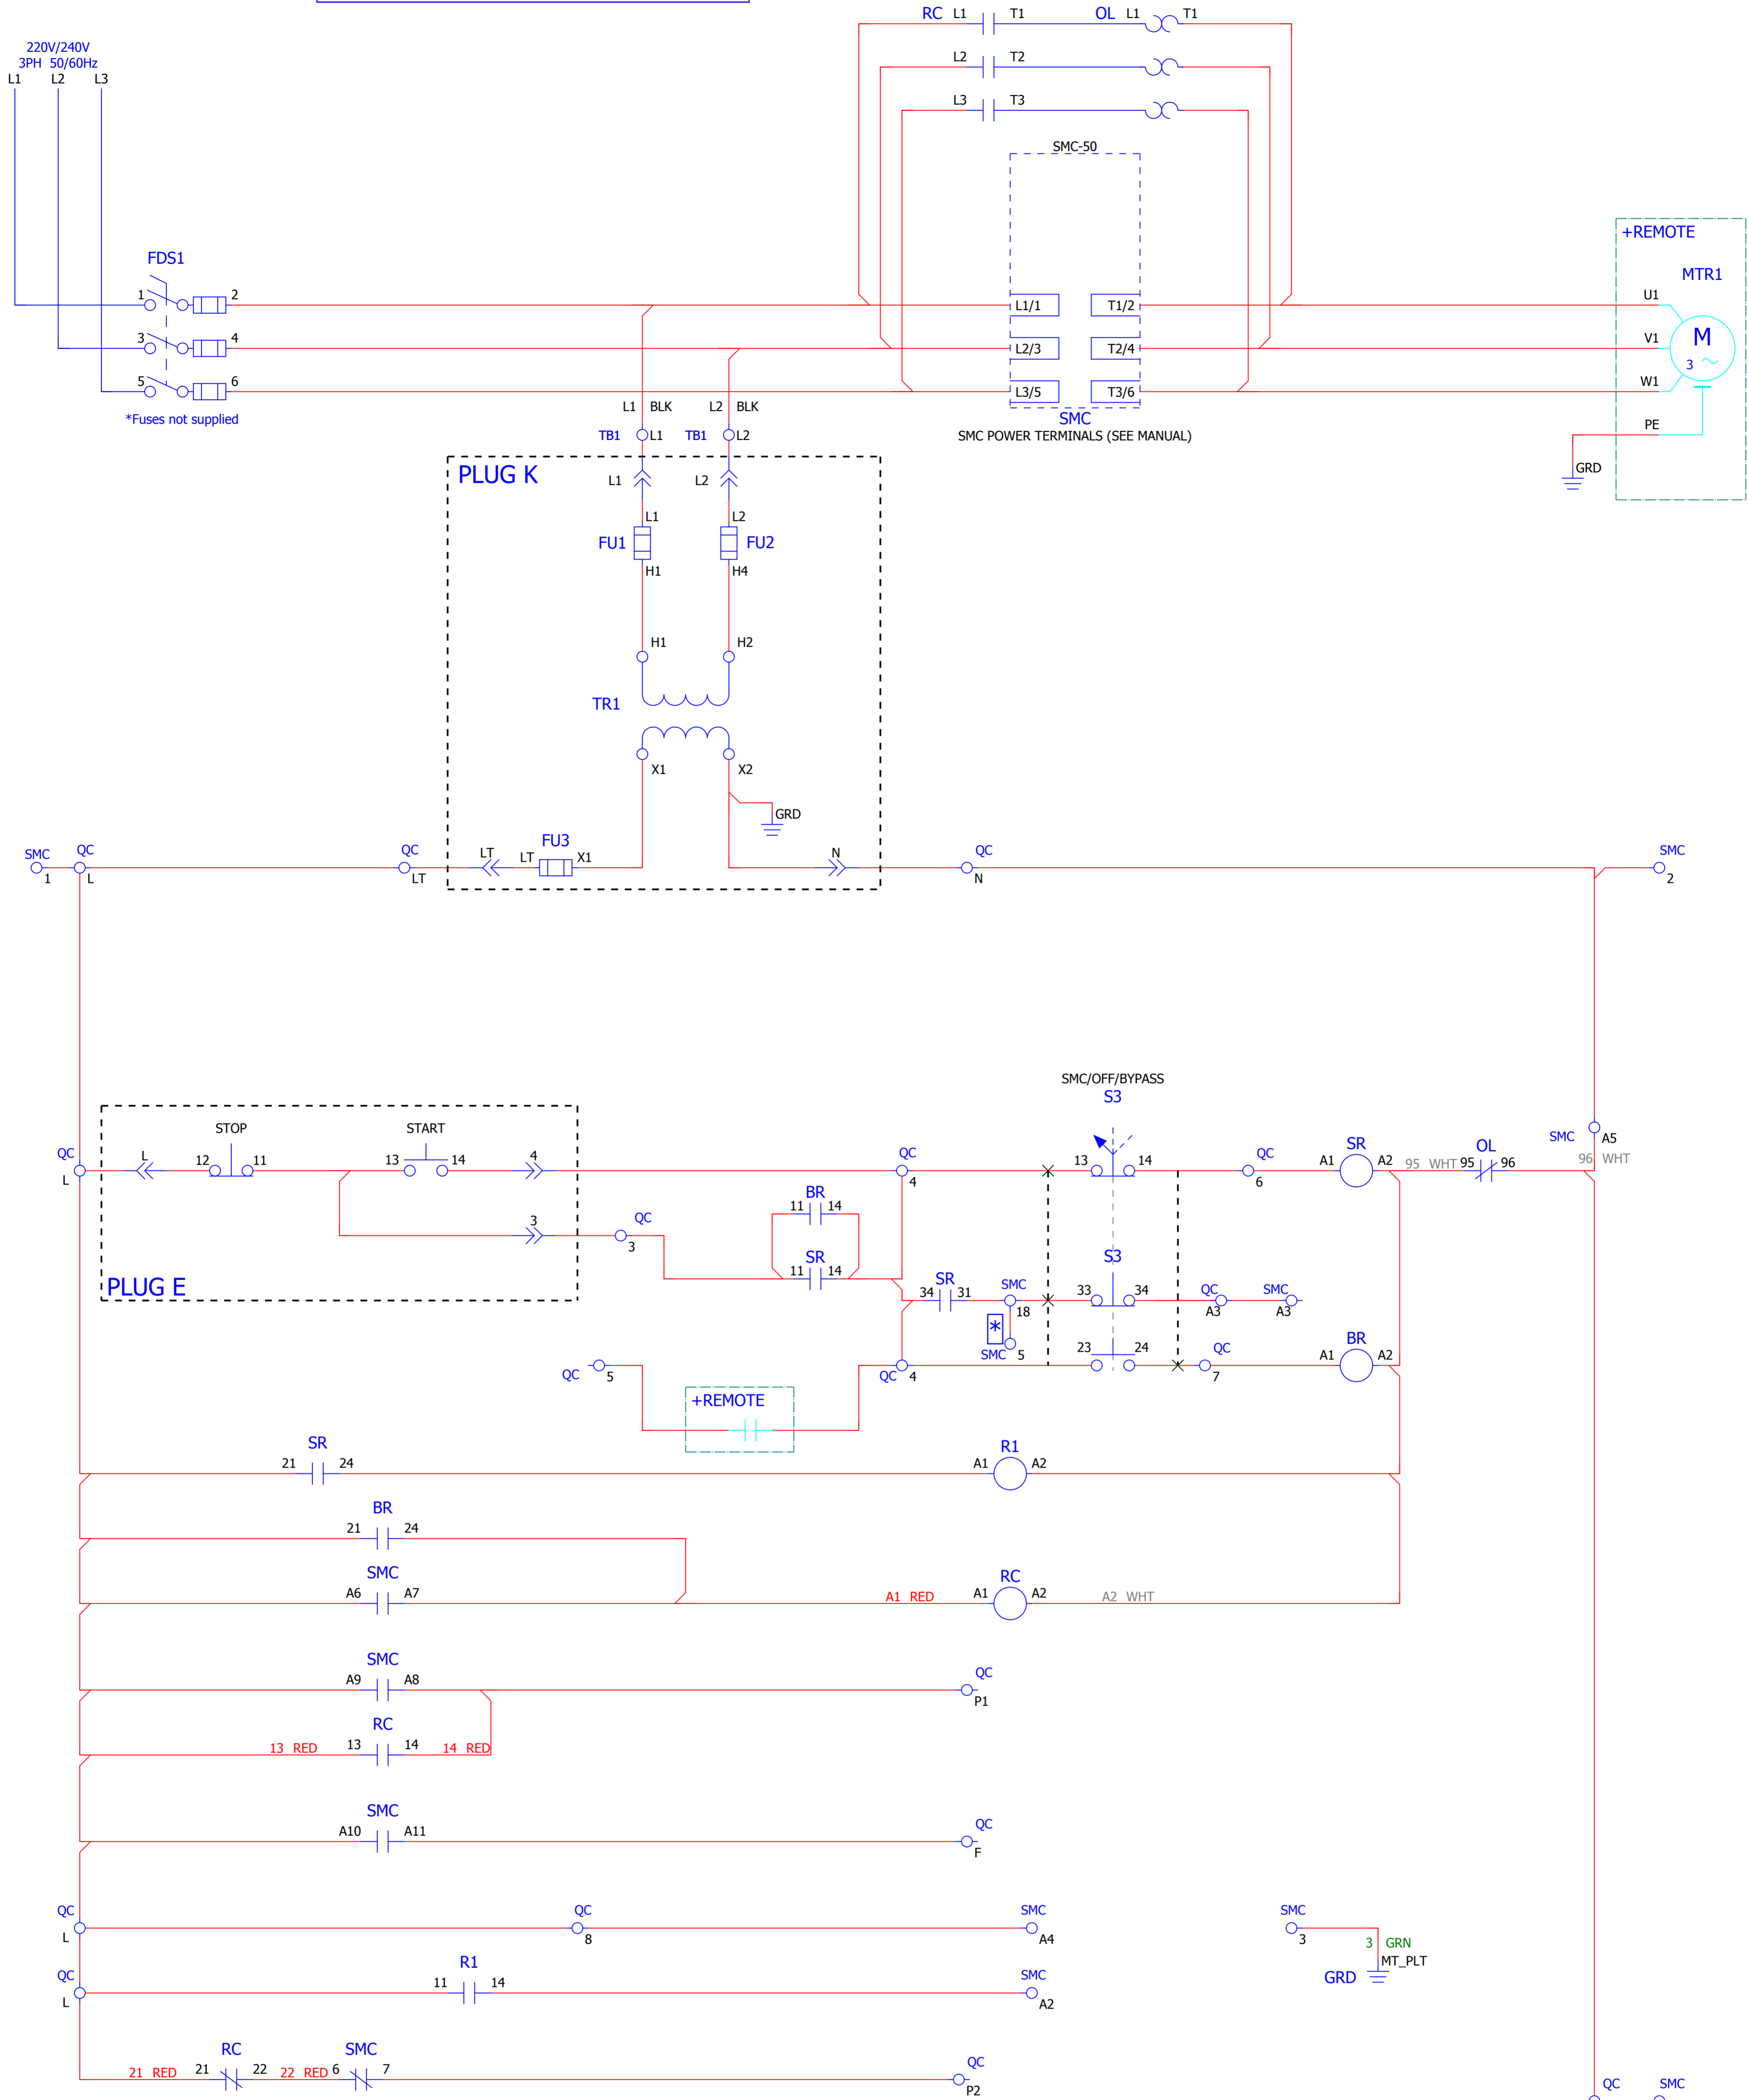 RC L1 T1 OL L1 T1
220V/240V
3PH 50/60Hz
L1 L2 L3
L2 T2
L3 T3
SMC-50
+REMOTE
FDS1
MTR1
1 2 L1/1 T1/2 U1
3 4 L2/3 T2/4 V1 M
3
5 6 L3/5 T3/6 W1
*Fuses not supplied
L1 BLK L2 BLK
SMC
PE
TB1 L1 TB1 L2
SMC POWER TERMINALS (SEE MANUAL)
GRD
PLUG K
L1 L2
L1 L2
FU1 FU2
H1 H4
H1 H2
TR1
X1 X2
GRD
SMC QC QC FU3 QC SMC
LT LT X1 N
1 L LT N 2
SMC/OFF/BYPASS
S3
STOP START
SMC A5
QC L 12 11 13 14 4 QC 13 14 QC SR OL
A1 A2 95 WHT 95 96 96 WHT
L 4 6
BR
11 14
3 QC
3
SR S3
11 14
PLUG E
SR SMC
34 31 33 34 QC SMC
18 A3 A3
*
SMC 5 23 24 QC BR
A1 A2
QC 5 QC 4 7
+REMOTE
SR R1
21 24 A1 A2
BR
21 24
SMC RC
A6 A7 A1 RED A1 A2 A2 WHT
SMC QC
A9 A8 P1
RC
13 RED 13 14 14 RED
SMC QC
A10 A11 F
QC QC SMC SMC
L 8 A4 3
3 GRN
MT_PLT
GRD
QC R1 SMC
L 11 14 A2
RC SMC QC
21 RED 21 22 22 RED 6 7 P2
QC SMC